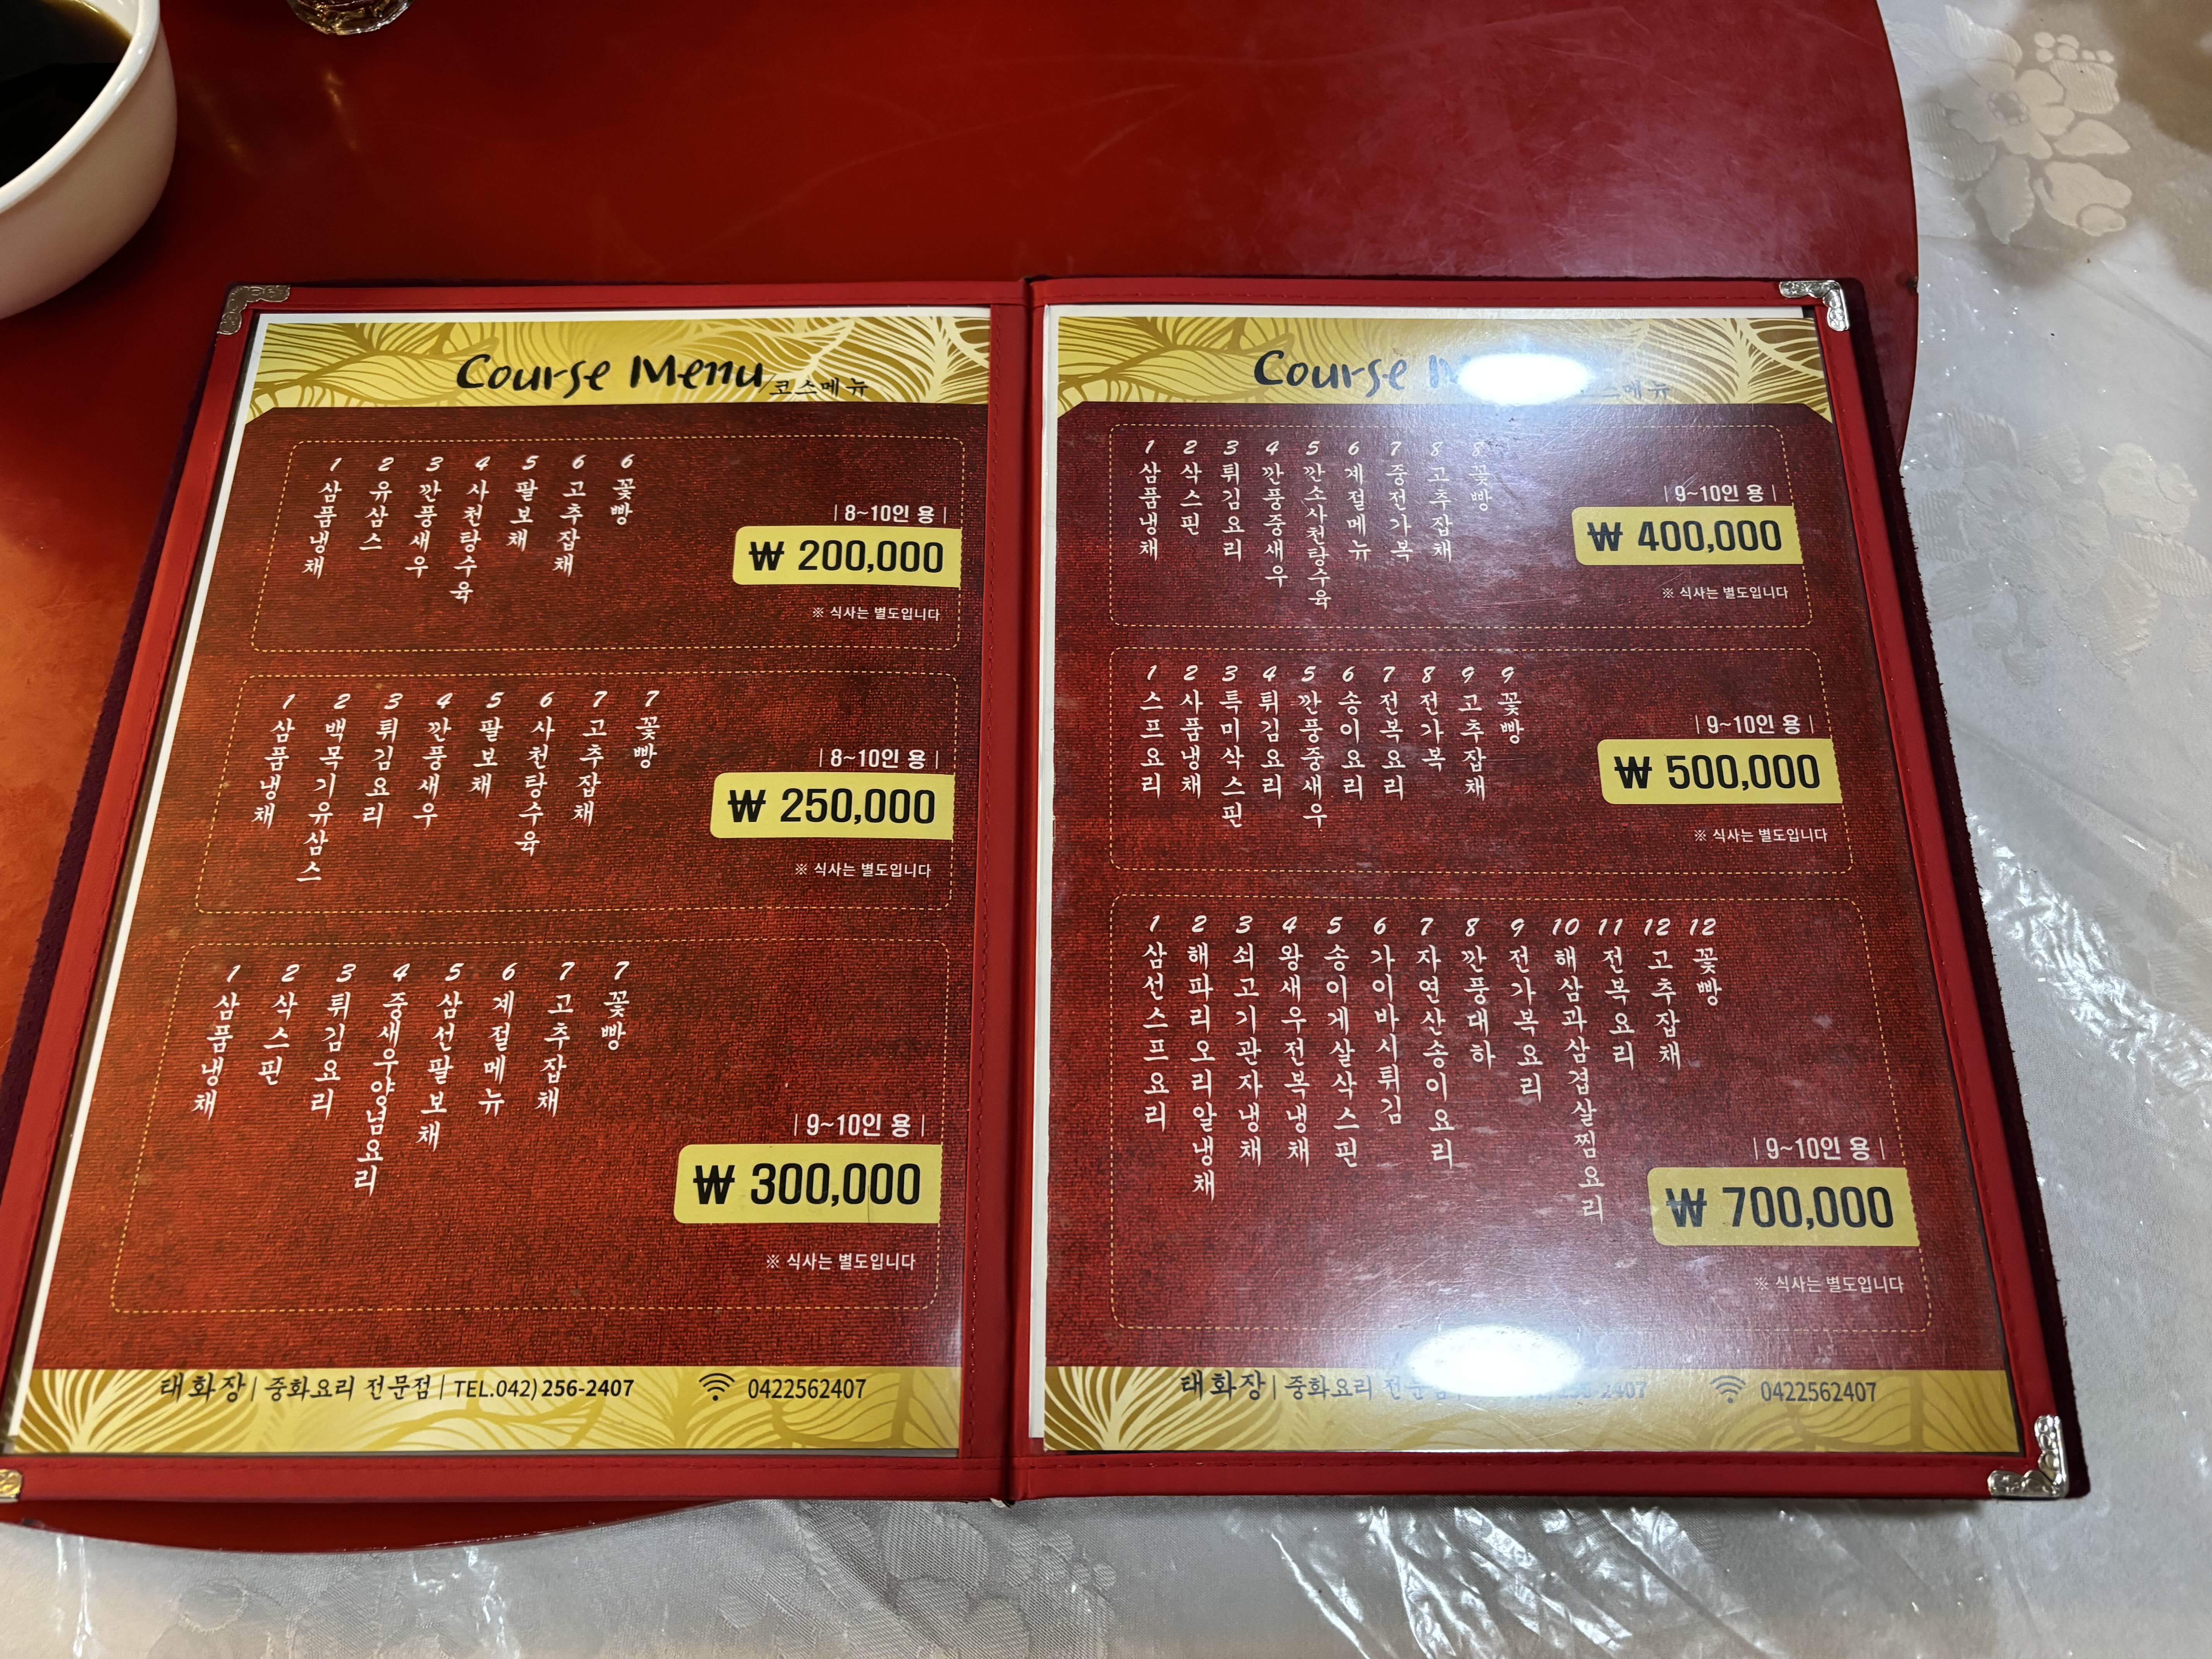 Course Menu/코스메뉴
1 삼품냉채
2 유삼스
3 깐풍새우
4 사천탕수육
5 팔보채
6 고추잡채
6 꽃빵
| 8~10인 용 |
₩ 200,000
※ 식사는 별도입니다
1 삼품냉채
2 백목기유삼스
3 튀김요리
4 깐풍새우
5 팔보채
6 사천탕수육
7 고추잡채
7 꽃빵
| 8~10인 용 |
₩ 250,000
※ 식사는 별도입니다
1 삼품냉채
2 삭스핀
3 튀김요리
4 중새우양념요리
5 삼선팔보채
6 계절메뉴
7 고추잡채
7 꽃빵
| 9~10인 용 |
₩ 300,000
※ 식사는 별도입니다
태화장 | 중화요리 전문점 | TEL.042) 256-2407 0422562407
Course 메뉴
1 삼품냉채
2 삭스핀
3 튀김요리
4 깐풍중새우
5 깐소사천탕수육
6 계절메뉴
7 중전가복
8 고추잡채
8 꽃빵
| 9~10인 용 |
₩ 400,000
※ 식사는 별도입니다
1 스프요리
2 사품냉채
3 특미삭스핀
4 튀김요리
5 깐풍중새우
6 송이요리
7 전복요리
8 전가복
9 고추잡채
9 꽃빵
| 9~10인 용 |
₩ 500,000
※ 식사는 별도입니다
1 삼선스프요리
2 해파리오리알냉채
3 쇠고기관자냉채
4 왕새우전복냉채
5 송이게살삭스핀
6 가이바시튀김
7 자연산송이요리
8 깐풍대하
9 전가복요리
10 해삼과삼겹살찜요리
11 전복요리
12 고추잡채
12 꽃빵
| 9~10인 용 |
₩ 700,000
※ 식사는 별도입니다
태화장 | 중화요리 전문점 2407 0422562407